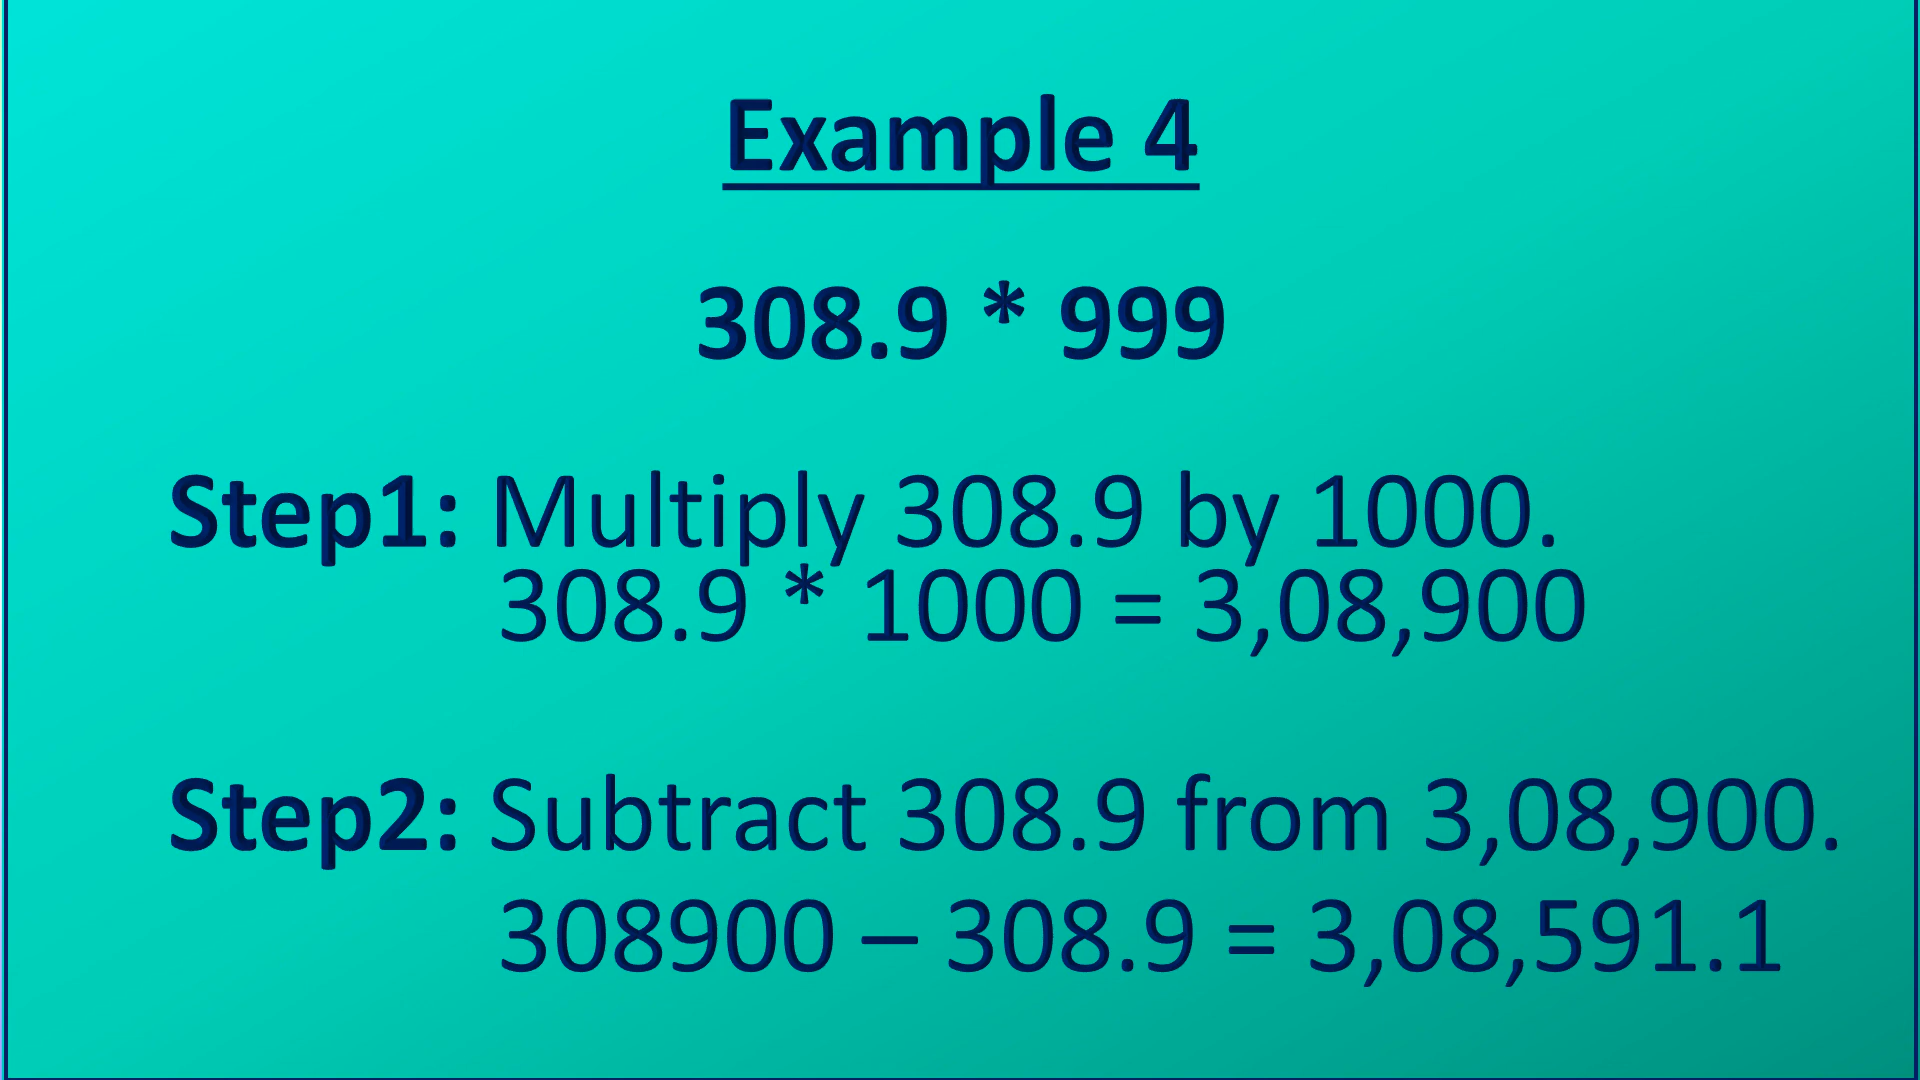 Example 4
308.9 * 999
Step1: Multiply 308.9 by 1000.
308.9 * 1000 = 3,08,900
Step2: Subtract 308.9 from 3,08,900.
308900 – 308.9 = 3,08,591.1